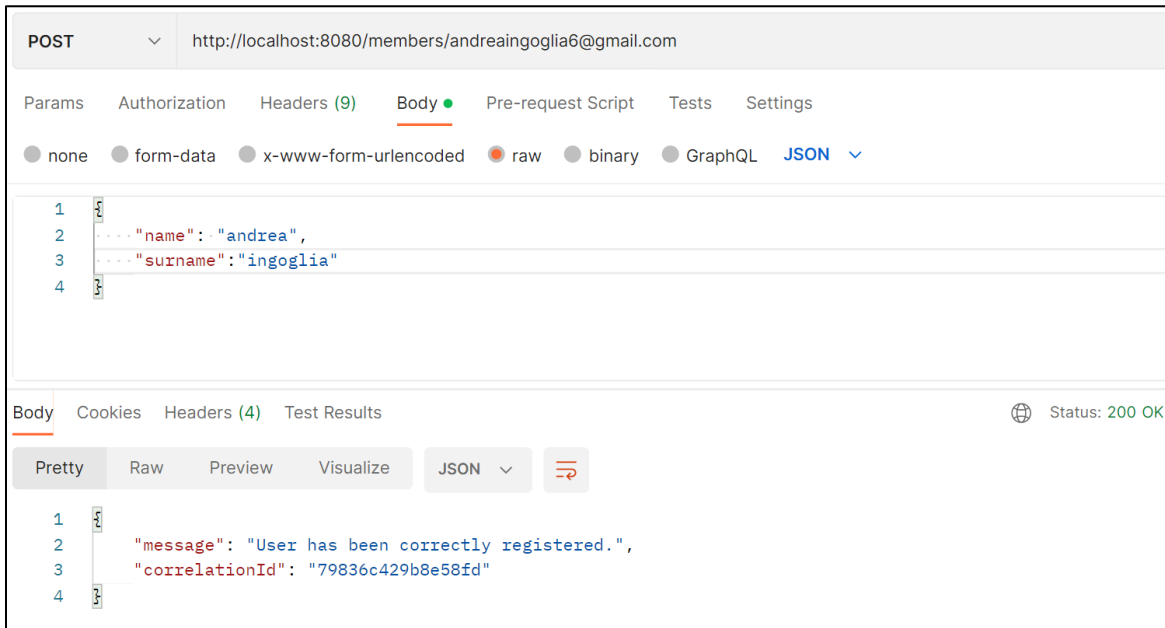 POST http://localhost:8080/members/andreaingoglia6@gmail.com
Params Authorization Headers (9) Body Pre-request Script Tests Settings
none form-data x-www-form-urlencoded raw binary GraphQL JSON
1 {
2 ····"name":·"andrea",
3 ····"surname":"ingoglia"
4 }
Body Cookies Headers (4) Test Results Status: 200 OK
Pretty Raw Preview Visualize JSON
1 {
2 "message": "User has been correctly registered.",
3 "correlationId": "79836c429b8e58fd"
4 }